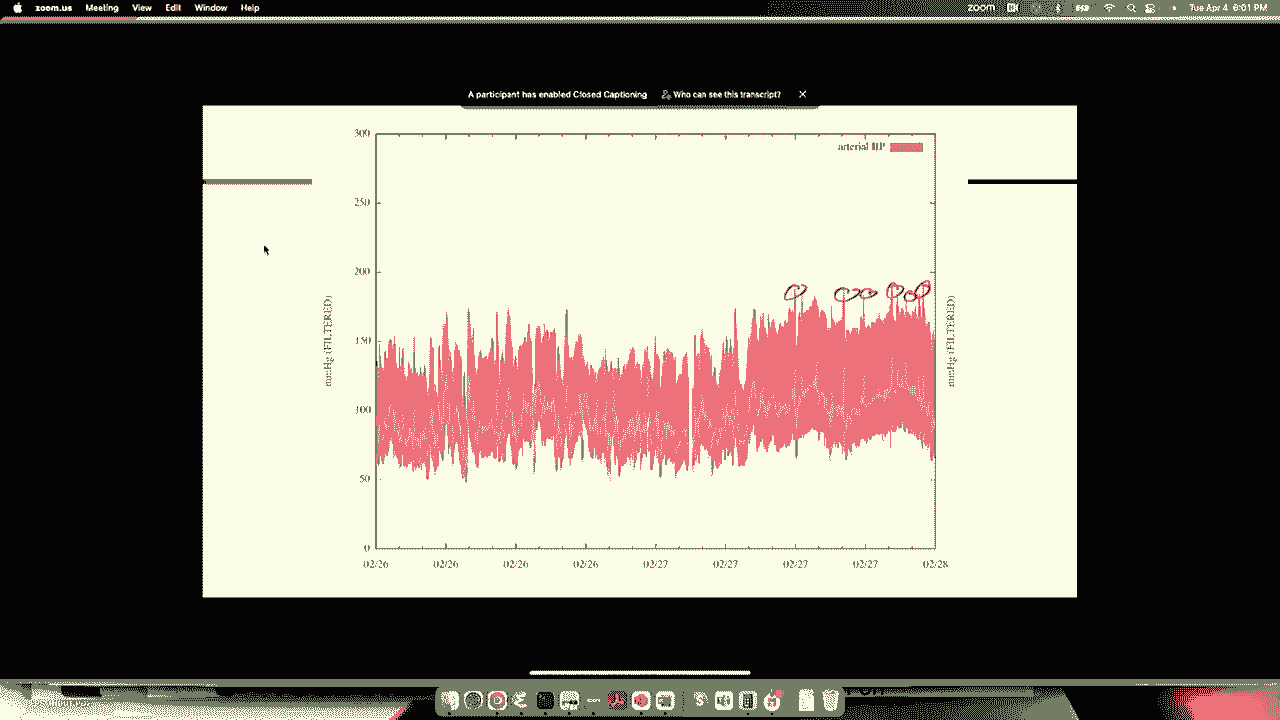 zoom.us Meeting View Edit Window Help zoom Tue Apr 4 6:01 PM
A participant has enabled Closed Captioning Who can see this transcript?
300
arterial BP
250
200
150
100
50
0
mmHg (FILTERED)
mmHg (FILTERED)
02/26 02/26 02/26 02/26 02/27 02/27 02/27 02/27 02/28